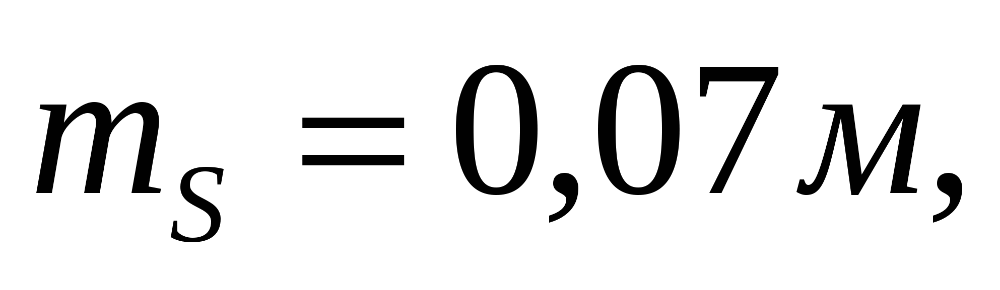 m_S = 0,07 м,